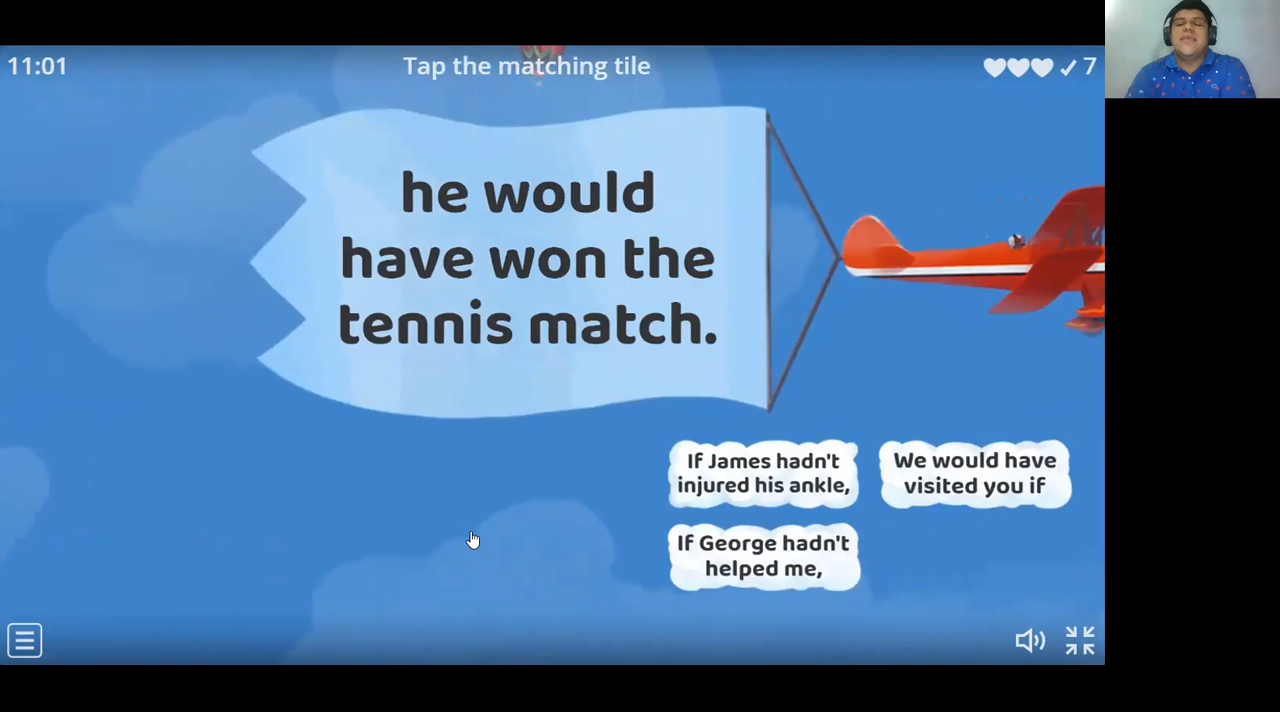 11:01
Tap the matching tile
✓ 7
he would
have won the
tennis match.
If James hadn't
injured his ankle,
We would have
visited you if
If George hadn't
helped me,